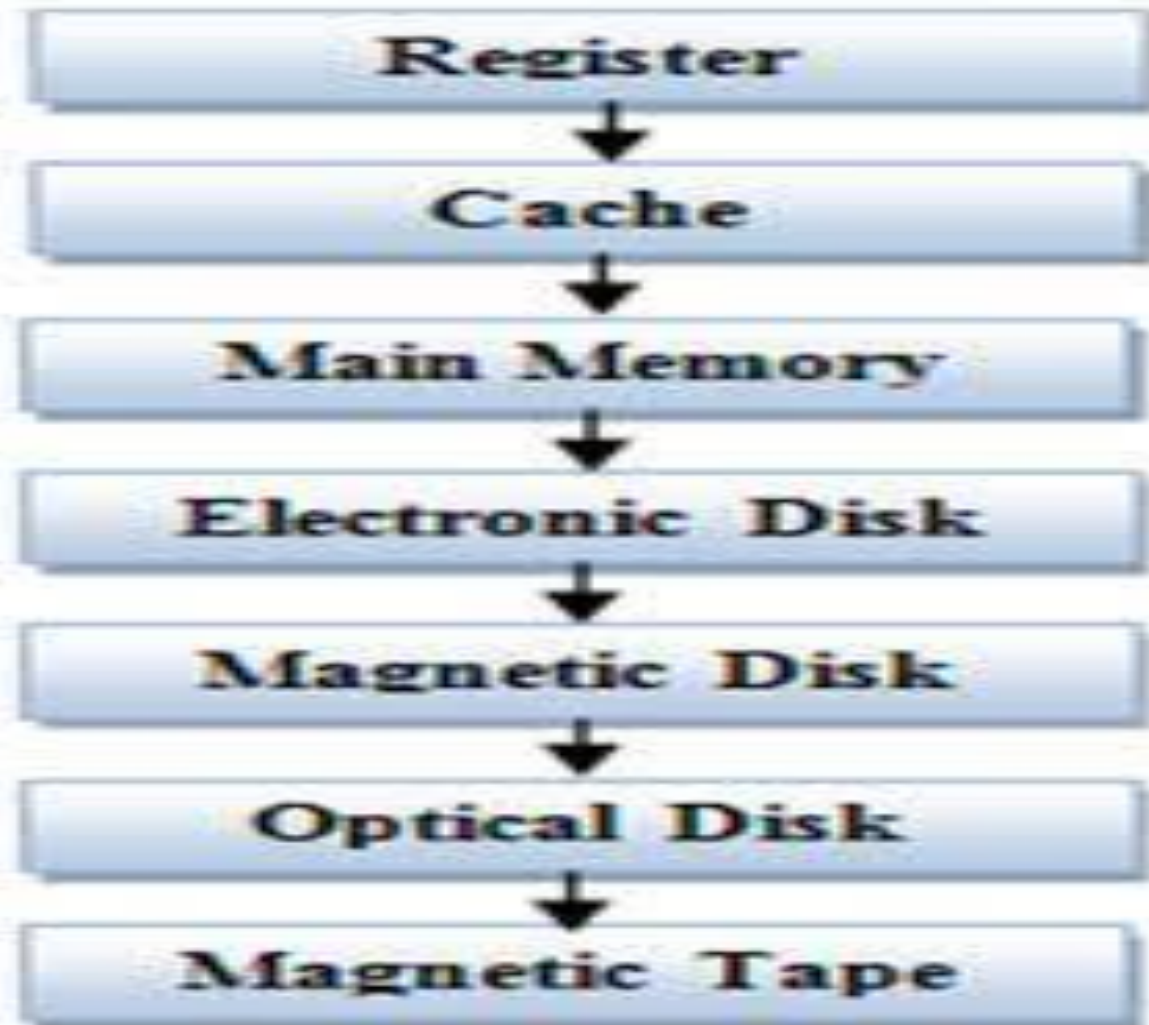 Register
Cache
Main Memory
Electronic Disk
Magnetic Disk
Optical Disk
Magnetic Tape